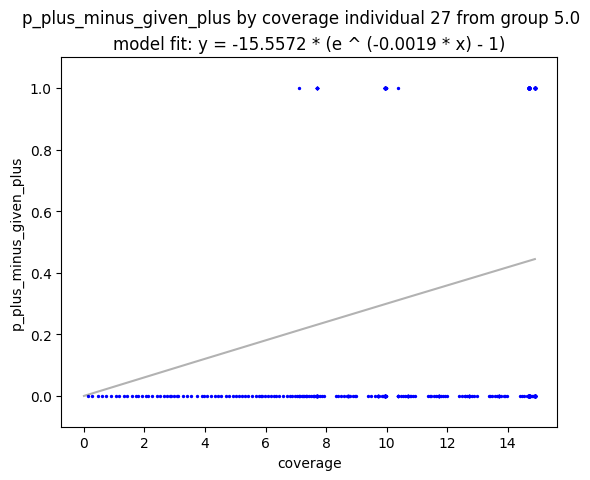 p_plus_minus_given_plus by coverage individual 27 from group 5.0
model fit: y = -15.5572 * (e ^ (-0.0019 * x) - 1)
1.0
0.8
0.6
0.4
0.2
0.0
p_plus_minus_given_plus
0 2 4 6 8 10 12 14
coverage